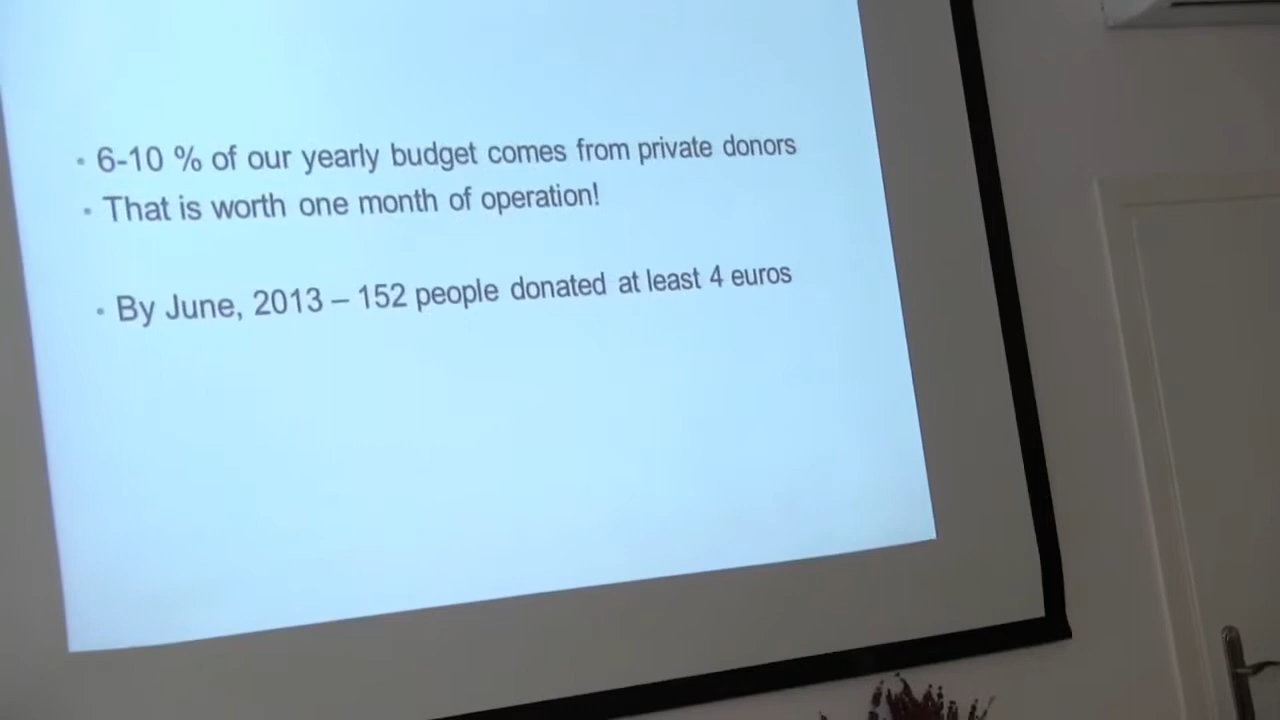 • 6-10 % of our yearly budget comes from private donors
• That is worth one month of operation!
• By June, 2013 – 152 people donated at least 4 euros